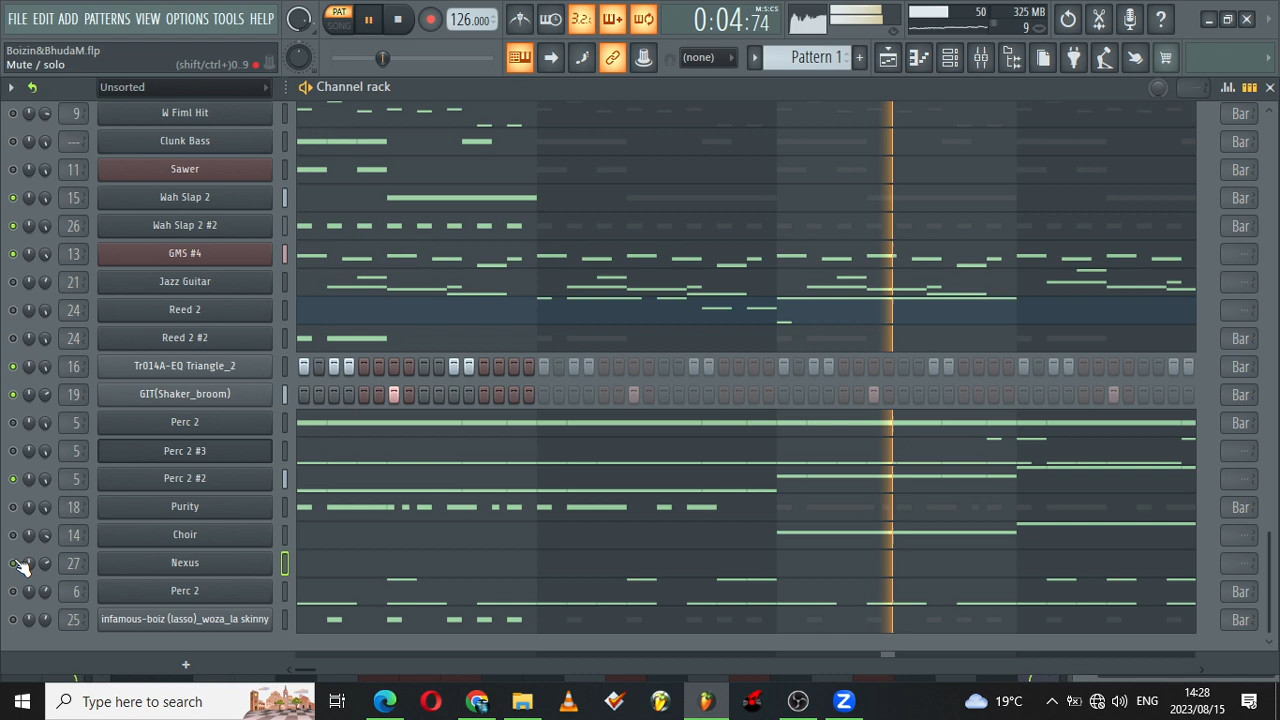 FILE EDIT ADD PATTERNS VIEW OPTIONS TOOLS HELP
PAT
SONG
126.000
3.2
0:04:74
M:S:CS
50
325 MB
9
Boizin&BhudaM.flp
Mute / solo
(shift/ctrl+) 0..9
(none)
Pattern 1
Unsorted
Channel rack
9 W Fiml Hit Bar
--- Clunk Bass Bar
11 Sawer Bar
15 Wah Slap 2 Bar
26 Wah Slap 2 #2 Bar
13 GMS #4
21 Jazz Guitar
24 Reed 2
24 Reed 2 #2 Bar
16 Tr014A-EQ Triangle_2 Bar
19 GIT(Shaker_broom) Bar
5 Perc 2
5 Perc 2 #3
5 Perc 2 #2
18 Purity Bar
14 Choir
27 Nexus
6 Perc 2
25 infamous-boiz (lasso)_woza_la skinny Bar
+
Type here to search
19°C
ENG
14:28
2023/08/15